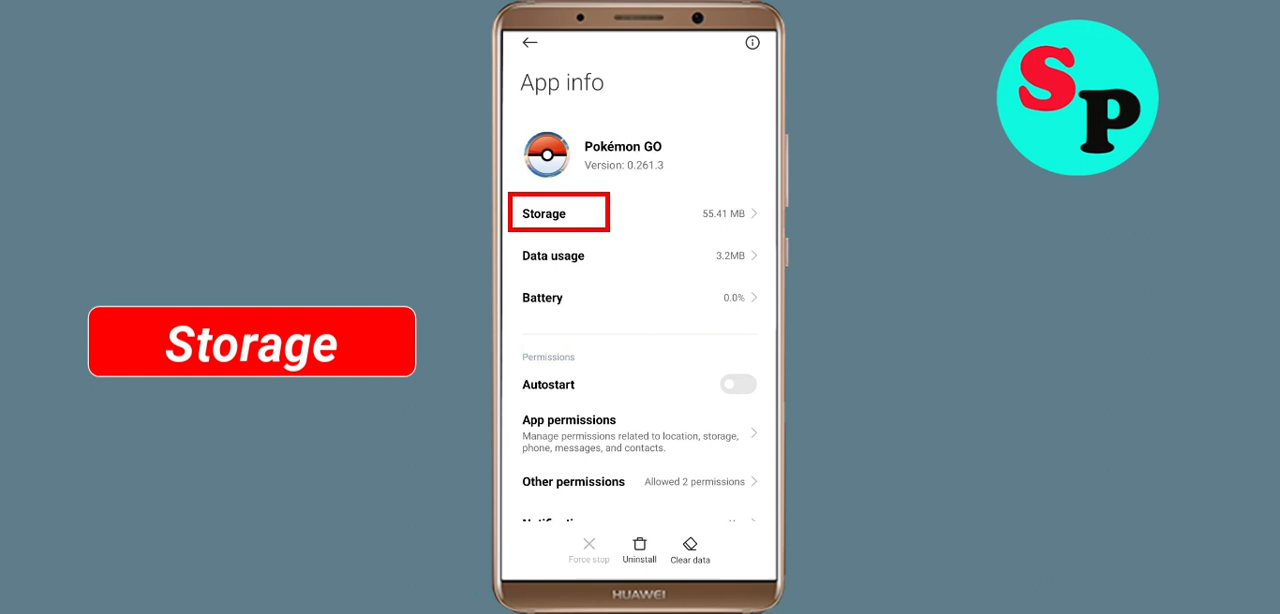 App info
Pokémon GO
Version: 0.261.3
Storage 55.41 MB
Data usage 3.2MB
Battery 0.0%
Permissions
Autostart
App permissions
Manage permissions related to location, storage,
phone, messages, and contacts.
Other permissions Allowed 2 permissions
Force stop Uninstall Clear data
HUAWEI
Storage
SP